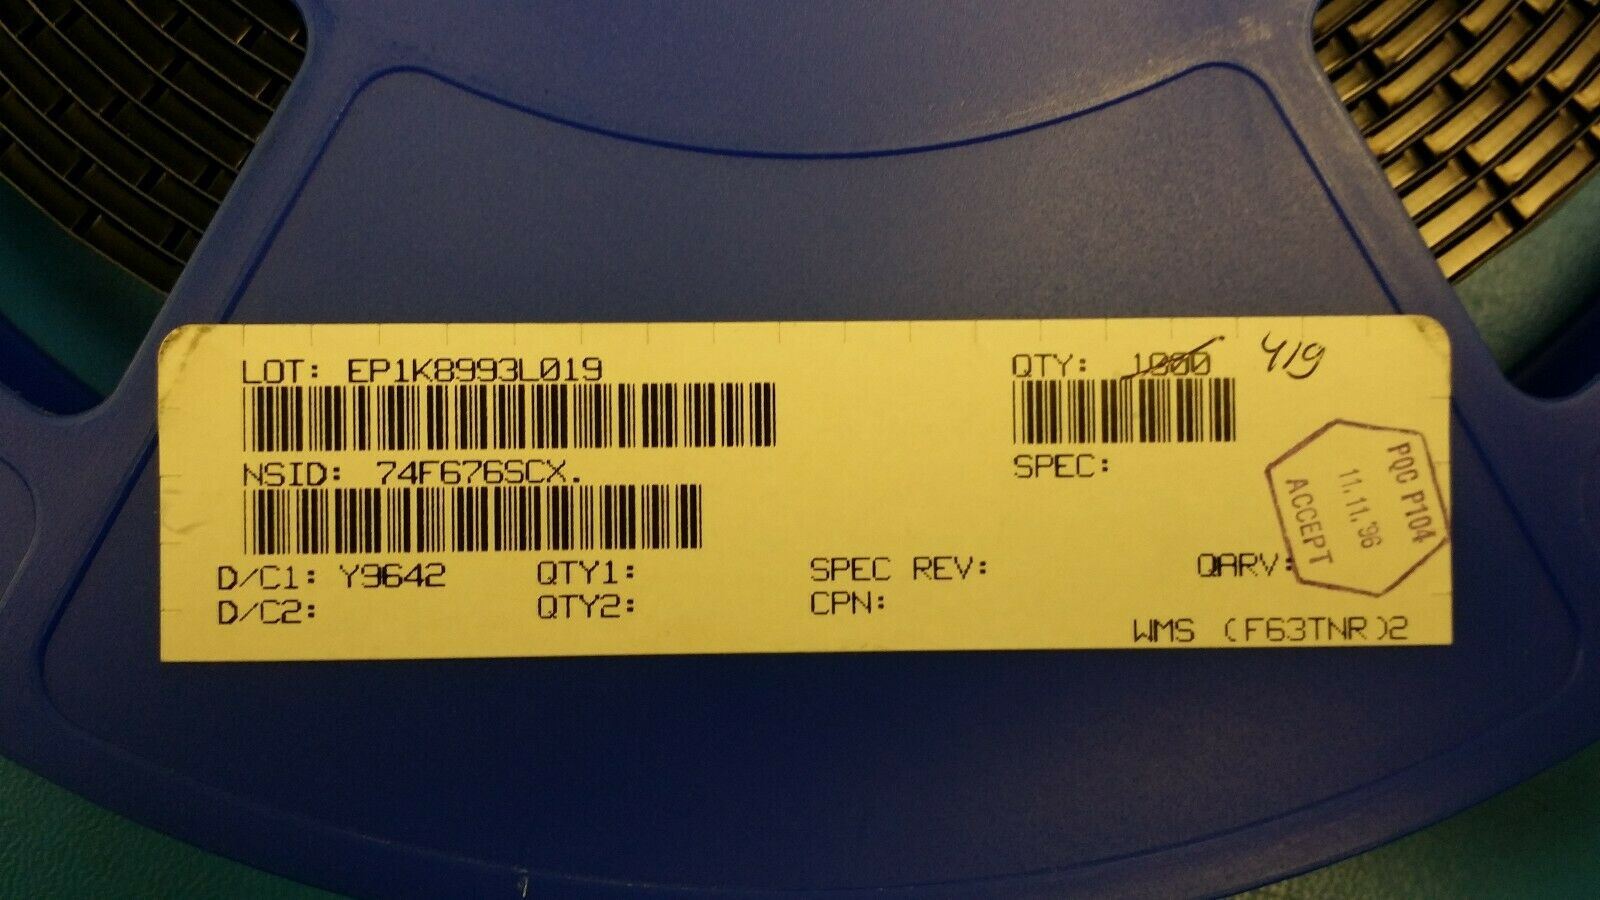 LOT: EP1K8993L019
QTY: 1000 419
NSID: 74F676SCX.
SPEC:
D/C1: Y9642 QTY1: SPEC REV: QARV:
D/C2: QTY2: CPN:
WMS (F63TNR)2
PQC P104
11.11.'96
ACCEPT